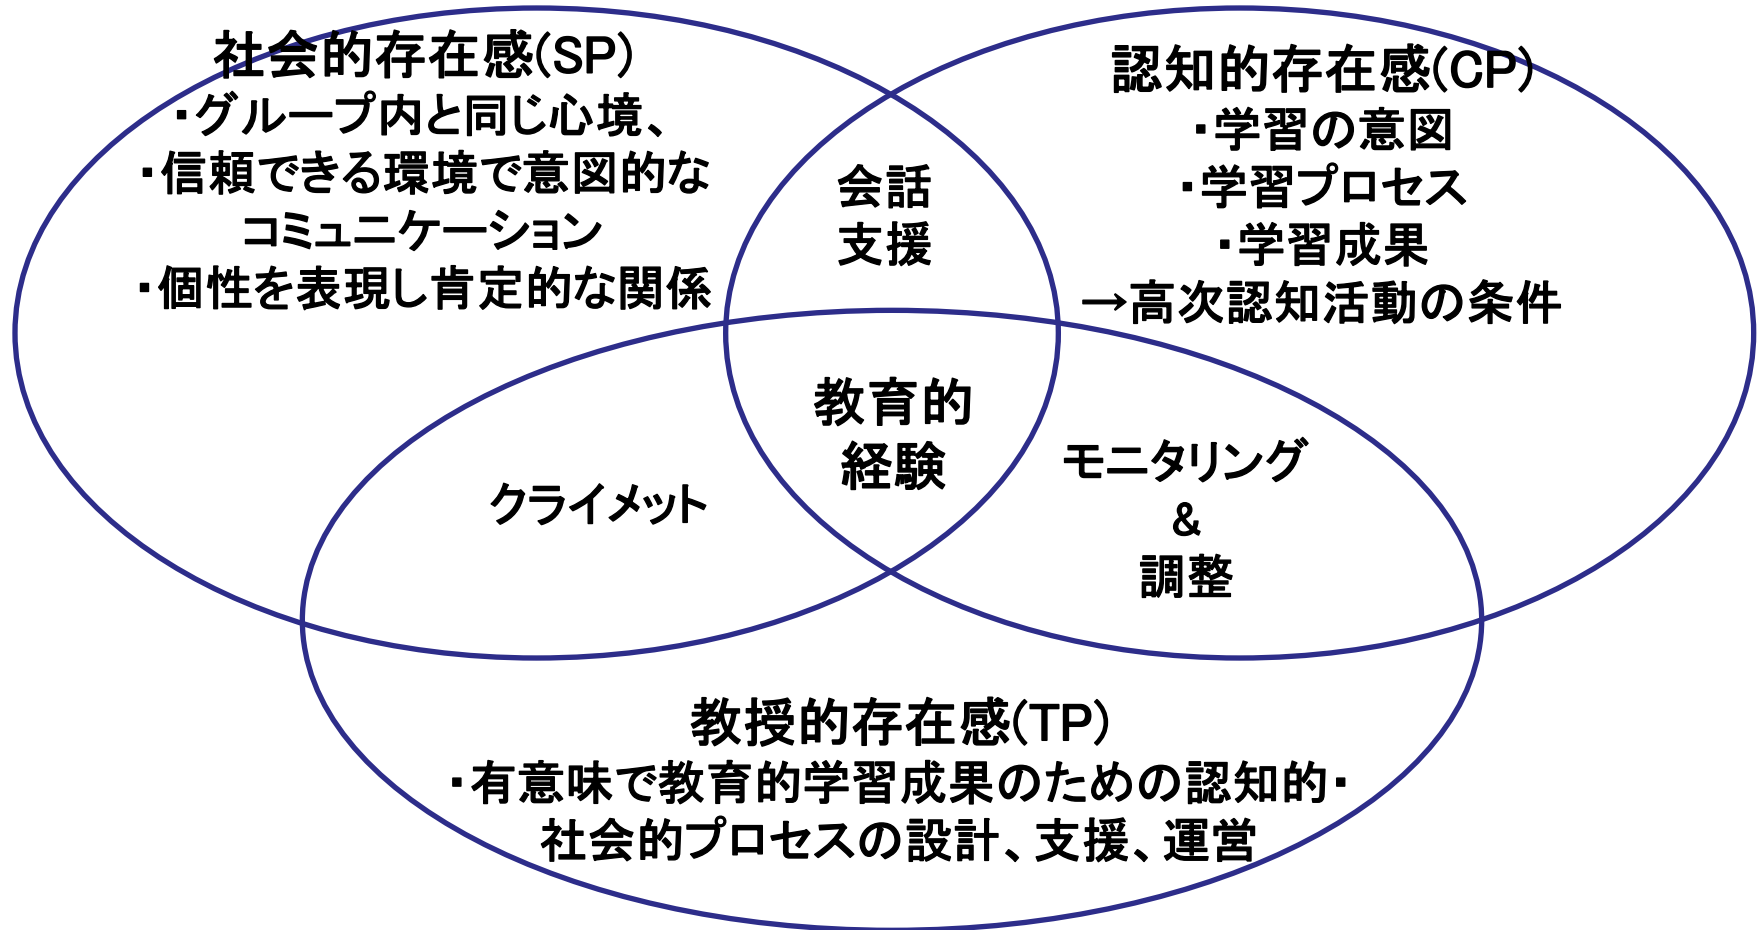 社会的存在感(SP)
・グループ内と同じ心境、
・信頼できる環境で意図的な
コミュニケーション
・個性を表現し肯定的な関係
認知的存在感(CP)
・学習の意図
・学習プロセス
・学習成果
→高次認知活動の条件
会話
支援
教育的
経験
クライメット
モニタリング
&
調整
教授的存在感(TP)
・有意味で教育的学習成果のための認知的・
社会的プロセスの設計、支援、運営